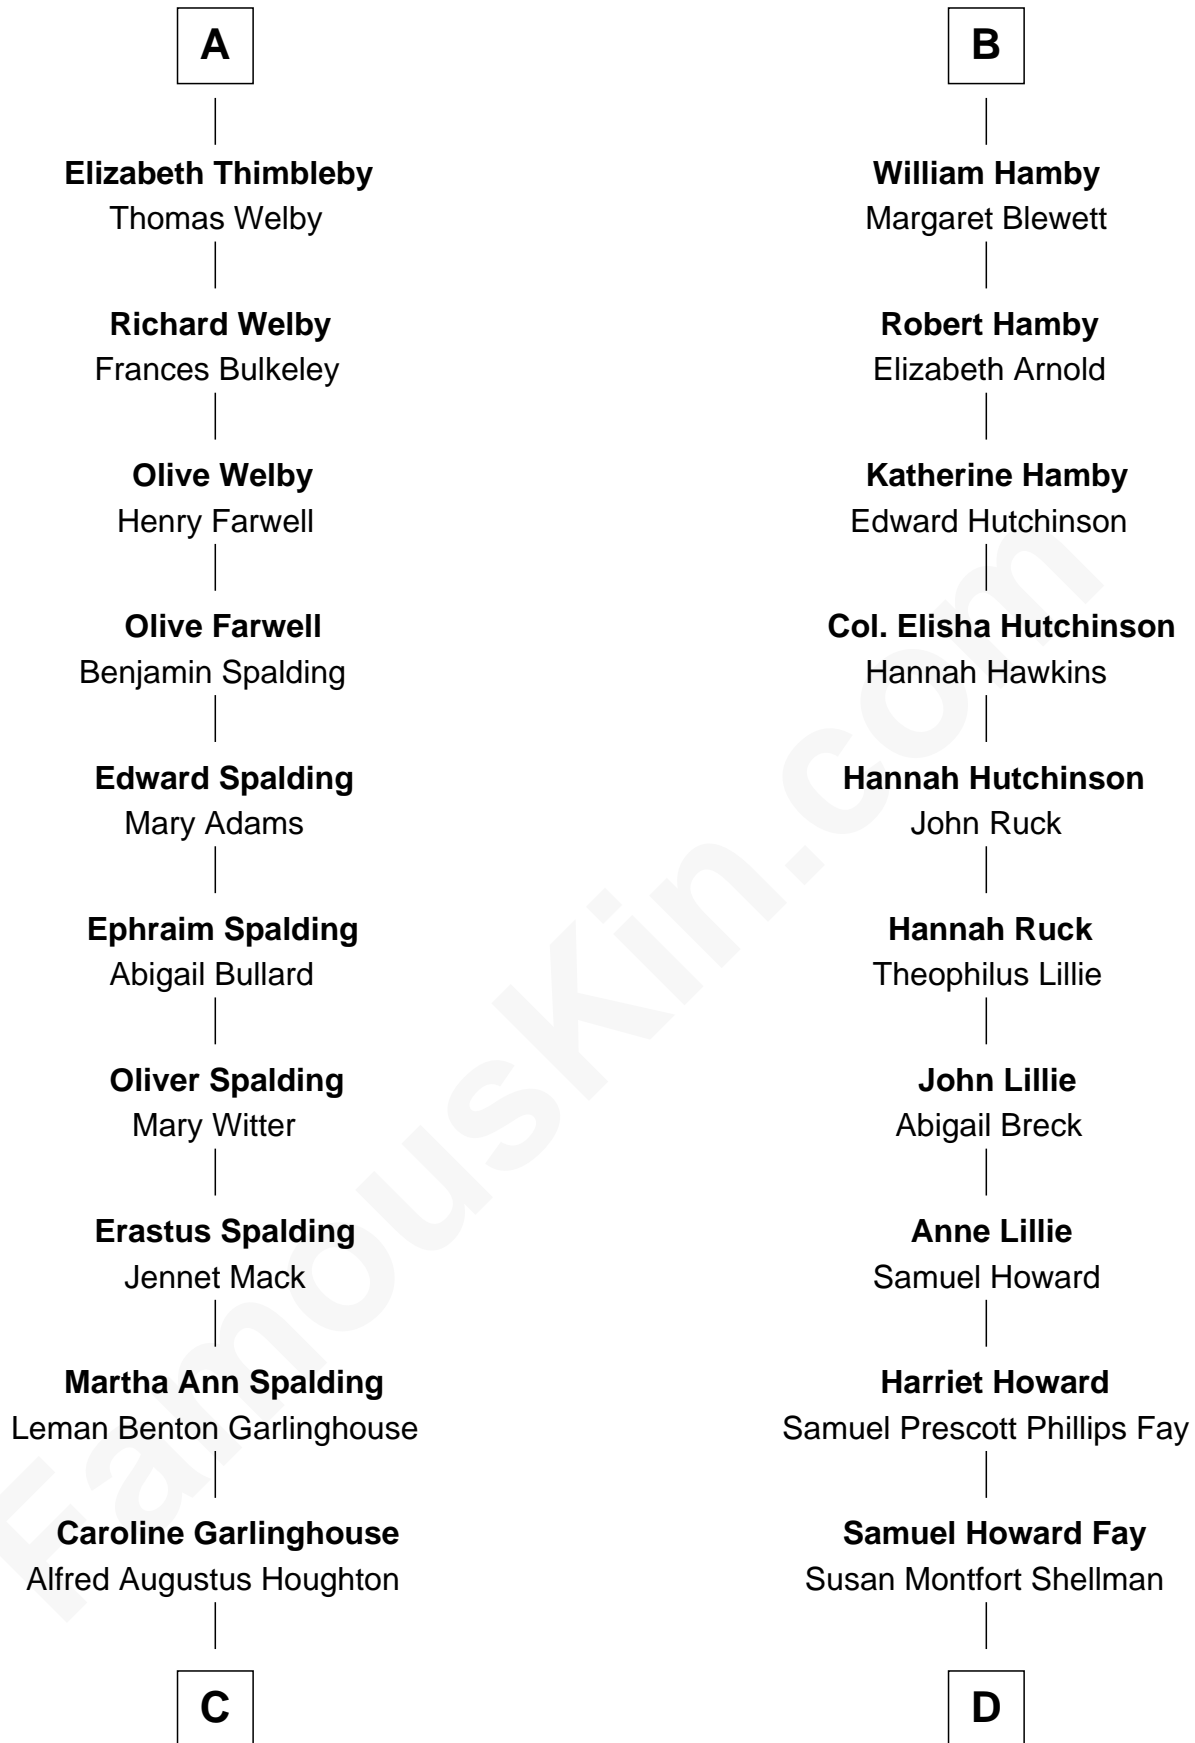 A
Elizabeth Thimbleby
Thomas Welby
Richard Welby
Frances Bulkeley
Olive Welby
Henry Farwell
Olive Farwell
Benjamin Spalding
Edward Spalding
Mary Adams
Ephraim Spalding
Abigail Bullard
Oliver Spalding
Mary Witter
Erastus Spalding
Jennet Mack
Martha Ann Spalding
Leman Benton Garlinghouse
Caroline Garlinghouse
Alfred Augustus Houghton
C
B
William Hamby
Margaret Blewett
Robert Hamby
Elizabeth Arnold
Katherine Hamby
Edward Hutchinson
Col. Elisha Hutchinson
Hannah Hawkins
Hannah Hutchinson
John Ruck
Hannah Ruck
Theophilus Lillie
John Lillie
Abigail Breck
Anne Lillie
Samuel Howard
Harriet Howard
Samuel Prescott Phillips Fay
Samuel Howard Fay
Susan Montfort Shellman
D
FamousKin.com